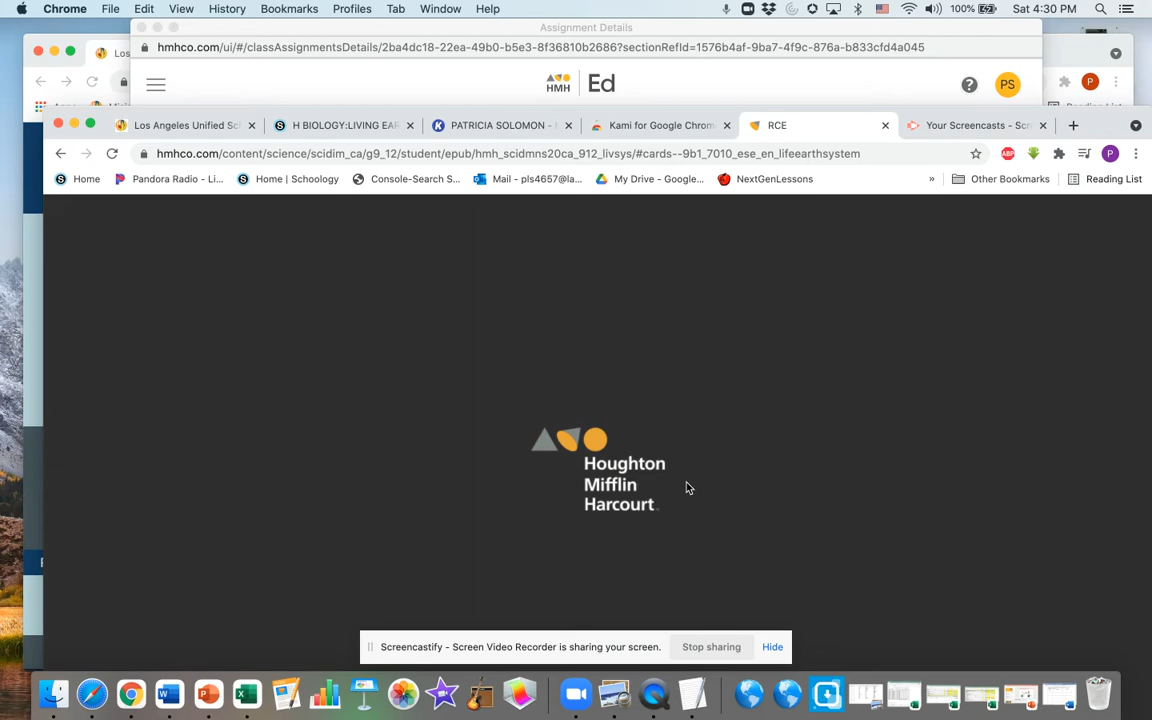 Chrome File Edit View History Bookmarks Profiles Tab Window Help 100% Sat 4:30 PM
Assignment Details
hmhco.com/ui/#/classAssignmentsDetails/2ba4dc18-22ea-49b0-b5e3-8f36810b2686?sectionRefId=1576b4af-9ba7-4f9c-876a-b833cfd4a045
Los
HMH Ed ? PS
P
Los Angeles Unified Sc H BIOLOGY:LIVING EAR PATRICIA SOLOMON - Kami for Google Chrom RCE Your Screencasts - Scr
hmhco.com/content/science/scidim_ca/g9_12/student/epub/hmh_scidmns20ca_912_livsys/#cards--9b1_7010_ese_en_lifeearthsystem ABP P
Home Pandora Radio - Li... Home | Schoology Console-Search S... Mail - pls4657@la... My Drive - Google... NextGenLessons » Other Bookmarks Reading List
Houghton
Mifflin
Harcourt
Screencastify - Screen Video Recorder is sharing your screen. Stop sharing Hide